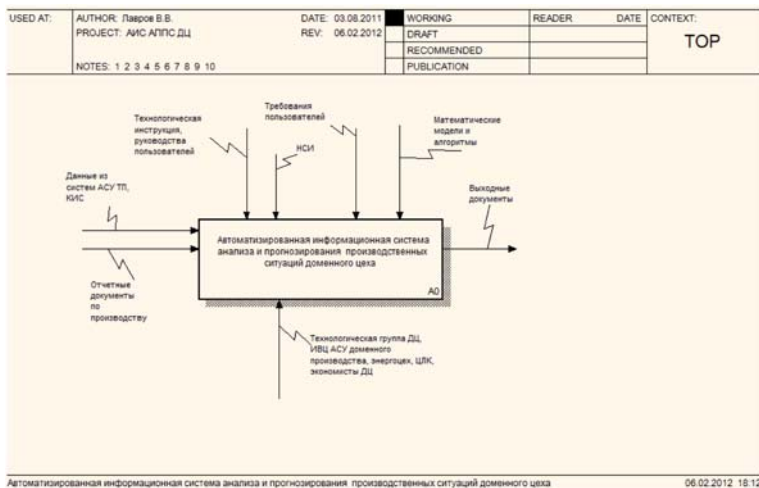 USED AT:
AUTHOR: Лавров В.В.
DATE: 03.06.2011
WORKING
READER
DATE
CONTEXT:
PROJECT: АИС АППС ДЦ
REV: 06.02.2012
DRAFT
TOP
RECOMMENDED
NOTES: 1 2 3 4 5 6 7 8 9 10
PUBLICATION
Технологическая
инструкция,
руководства
пользователей
НСИ
Требования
пользователей
Математические
модели и
алгоритмы
Данные из
систем АСУ ТП,
КИС
Выходные
документы
Автоматизированная информационная система
анализа и прогнозирования производственных
ситуаций доменного цеха
A0
Отчетные
документы
по
производству
Технологическая группа ДЦ,
ИВЦ АСУ доменного
производства, энергоцех, ЦЛК,
экономисты ДЦ
Автоматизированная информационная система анализа и прогнозирования производственных ситуаций доменного цеха
06.02.2012 18:12